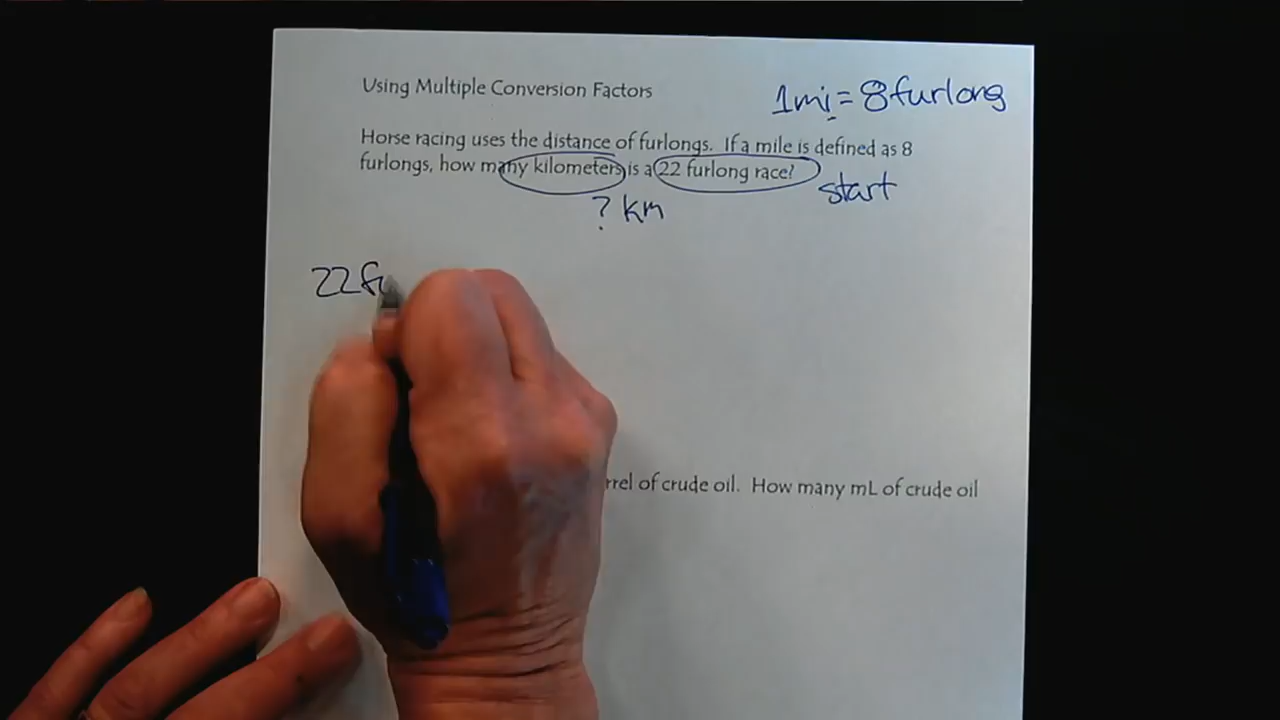 Using Multiple Conversion Factors
1mi = 8furlong
Horse racing uses the distance of furlongs. If a mile is defined as 8
furlongs, how many kilometers is a 22 furlong race?
start
? km
22fu
of crude oil. How many mL of crude oil